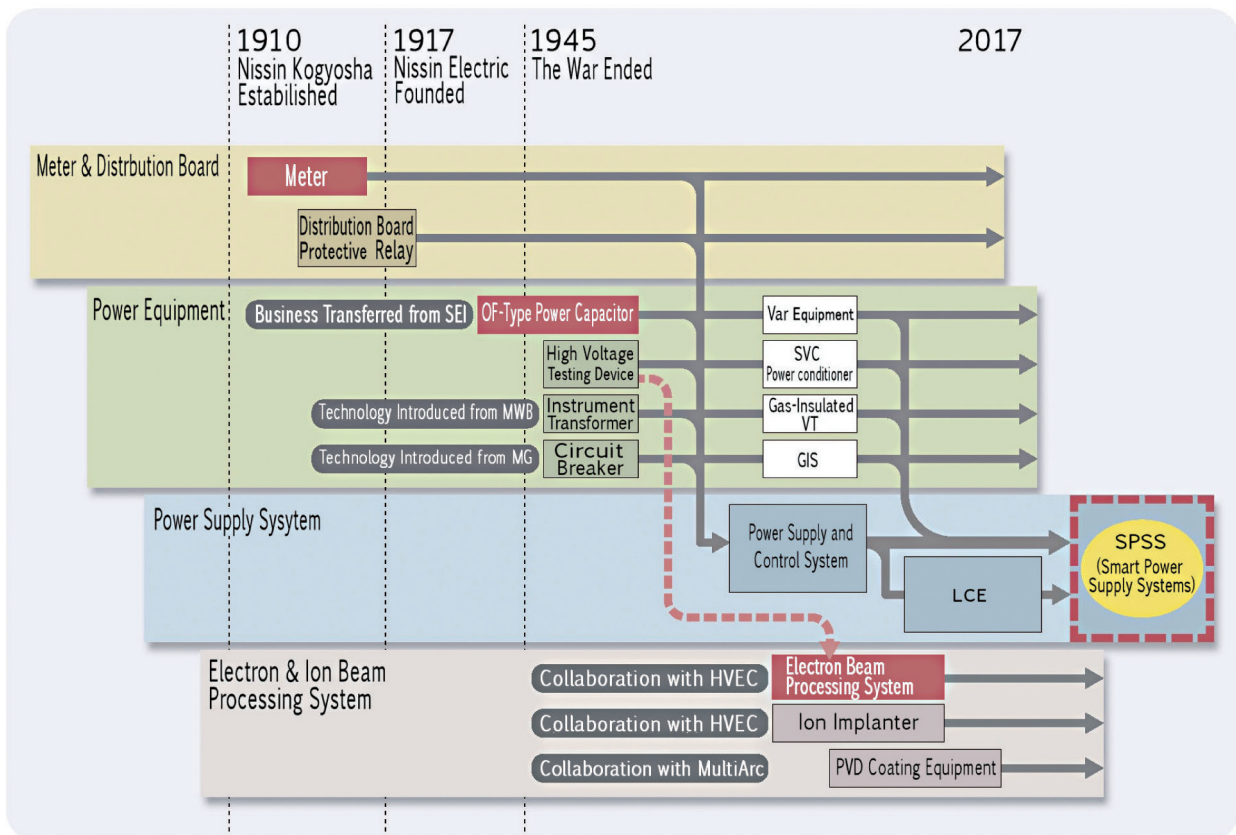 1910
Nissin Kogyosha
Estabilished
1917
Nissin Electric
Founded
1945
The War Ended
2017
Meter & Distrbution Board
Meter
Distribution Board
Protective Relay
Power Equipment
Business Transferred from SEI
OF-Type Power Capacitor
Var Equipment
High Voltage
Testing Device
SVC
Power conditioner
Technology Introduced from MWB
Instrument
Transformer
Gas-Insulated
VT
Technology Introduced from MG
Circuit
Breaker
GIS
Power Supply Sysytem
Power Supply and
Control System
LCE
SPSS
(Smart Power
Supply Systems)
Electron & Ion Beam
Processing System
Collaboration with HVEC
Electron Beam
Processing System
Collaboration with HVEC
Ion Implanter
Collaboration with MultiArc
PVD Coating Equipment